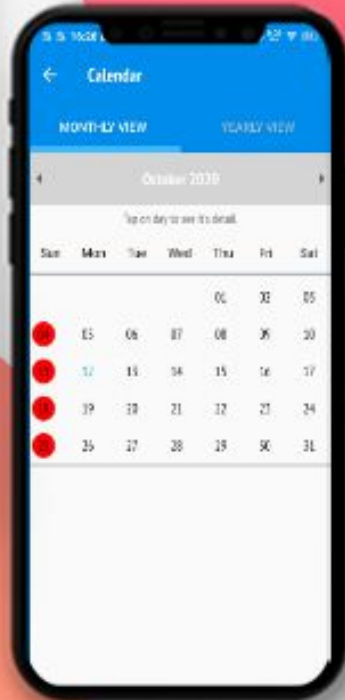 Calendar
MONTHLY VIEW YEARLY VIEW
October 2020
Tap on day to see it's detail.
Sun Mon Tue Wed Thu Fri Sat
01 02 03
04 05 06 07 08 09 10
11 12 13 14 15 16 17
18 19 20 21 22 23 24
25 26 27 28 29 30 31